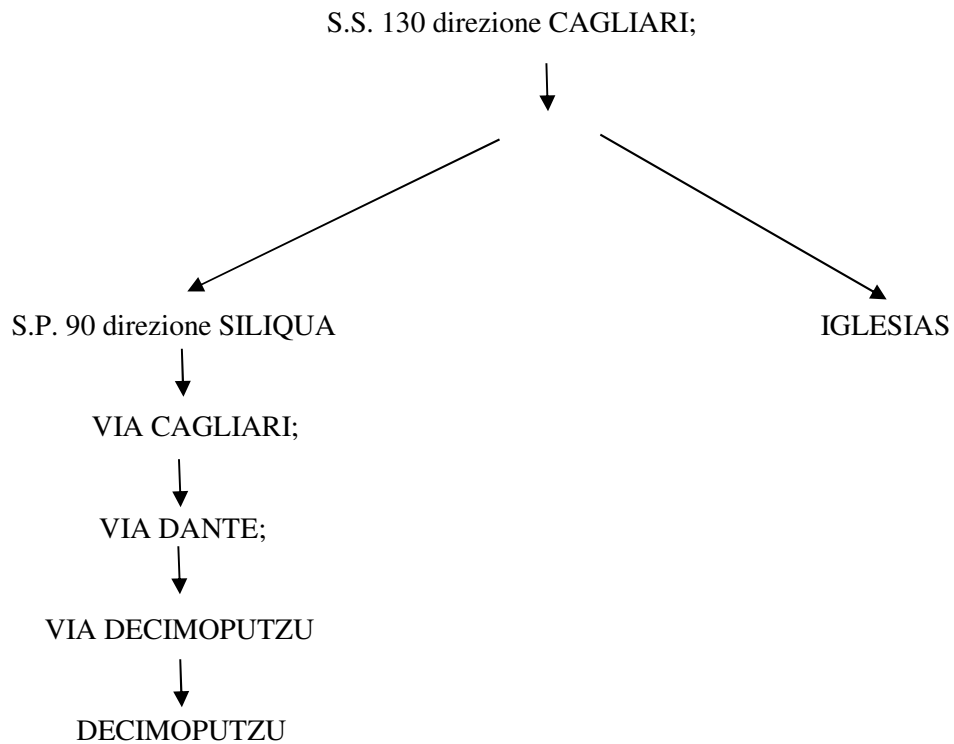 S.S. 130 direzione CAGLIARI;
S.P. 90 direzione SILIQUA
IGLESIAS
VIA CAGLIARI;
VIA DANTE;
VIA DECIMOPUTZU
DECIMOPUTZU